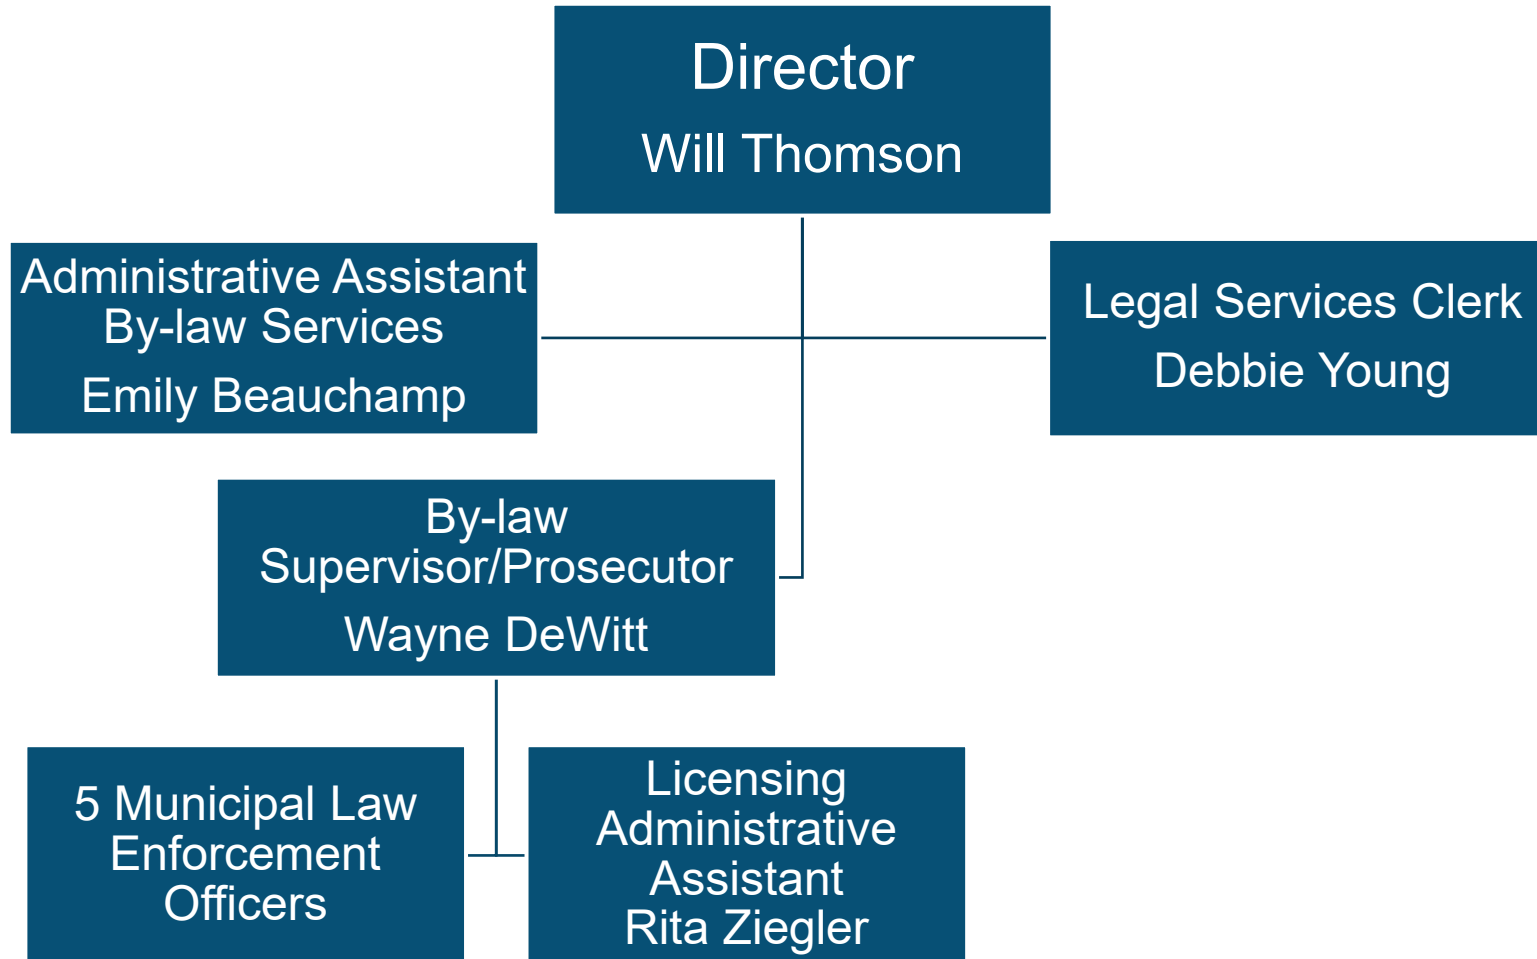 Director
Will Thomson
Administrative Assistant
By-law Services
Emily Beauchamp
Legal Services Clerk
Debbie Young
By-law
Supervisor/Prosecutor
Wayne DeWitt
5 Municipal Law
Enforcement
Officers
Licensing
Administrative
Assistant
Rita Ziegler